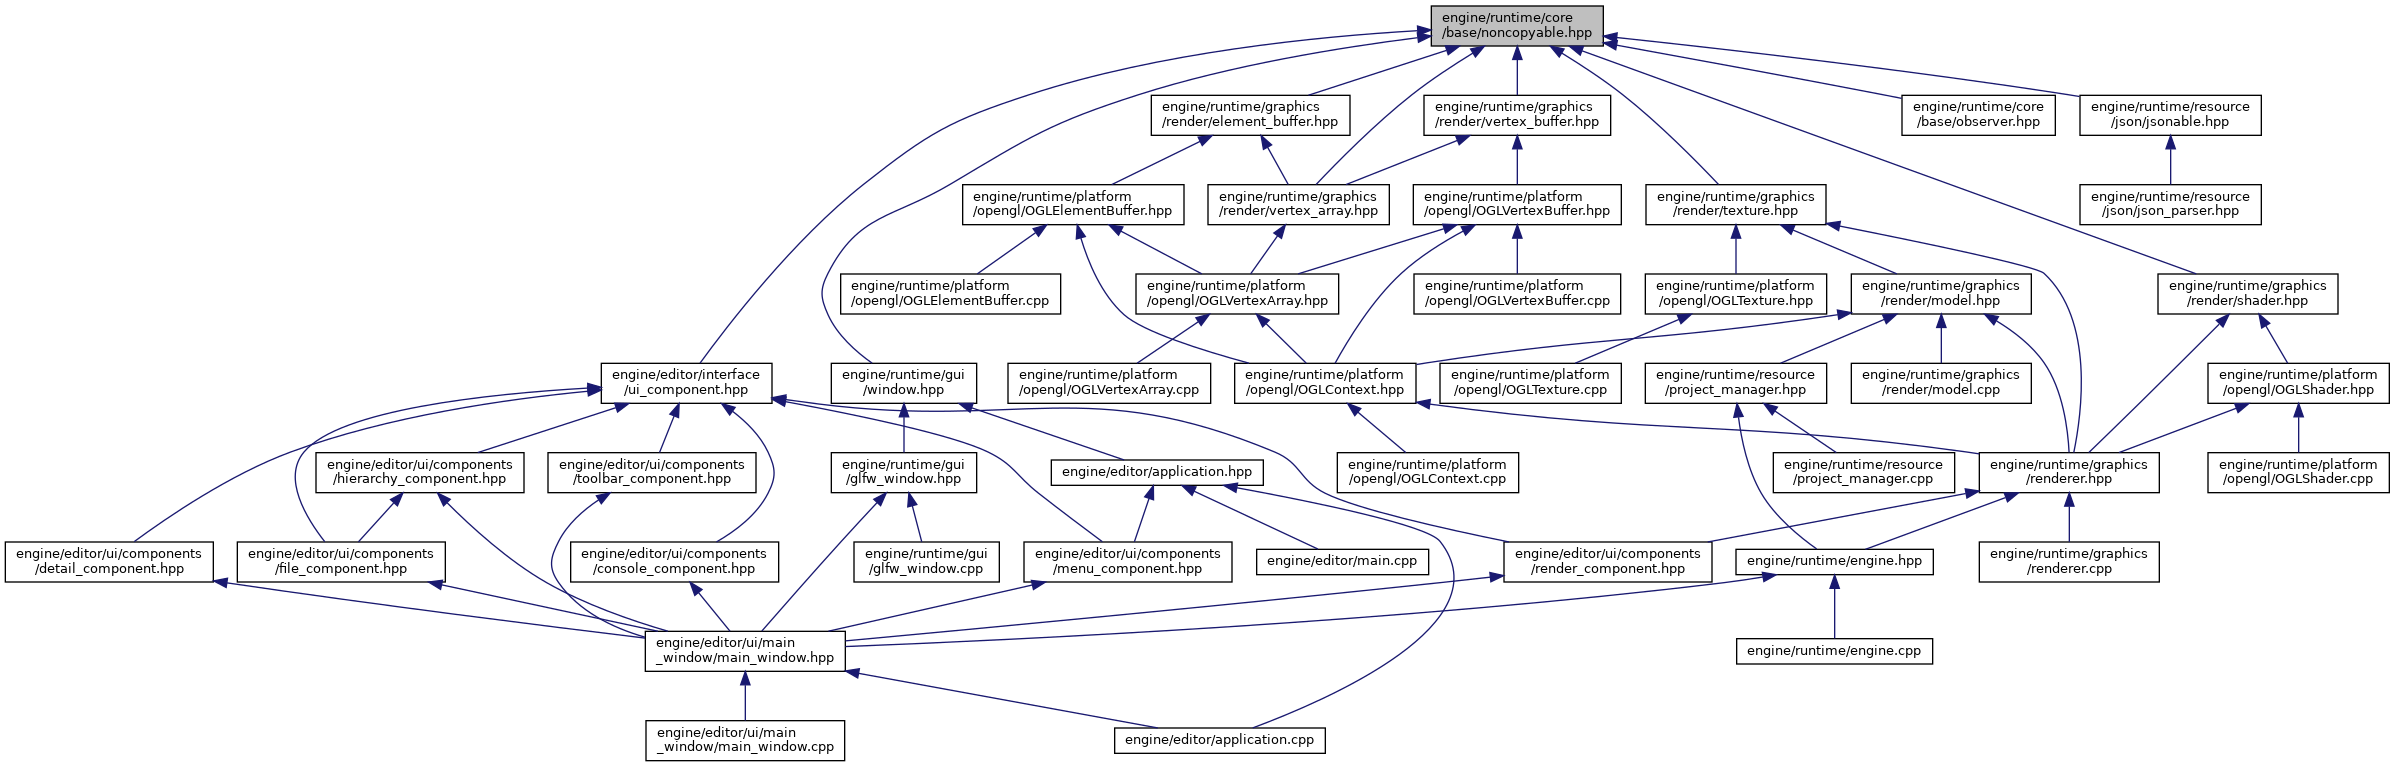 engine/runtime/core
/base/noncopyable.hpp
engine/runtime/graphics
/render/element_buffer.hpp
engine/runtime/graphics
/render/vertex_buffer.hpp
engine/runtime/core
/base/observer.hpp
engine/runtime/resource
/json/jsonable.hpp
engine/runtime/platform
/opengl/OGLElementBuffer.hpp
engine/runtime/graphics
/render/vertex_array.hpp
engine/runtime/platform
/opengl/OGLVertexBuffer.hpp
engine/runtime/graphics
/render/texture.hpp
engine/runtime/resource
/json/json_parser.hpp
engine/runtime/platform
/opengl/OGLElementBuffer.cpp
engine/runtime/platform
/opengl/OGLVertexArray.hpp
engine/runtime/platform
/opengl/OGLVertexBuffer.cpp
engine/runtime/platform
/opengl/OGLTexture.hpp
engine/runtime/graphics
/render/model.hpp
engine/runtime/graphics
/render/shader.hpp
engine/editor/interface
/ui_component.hpp
engine/runtime/gui
/window.hpp
engine/runtime/platform
/opengl/OGLVertexArray.cpp
engine/runtime/platform
/opengl/OGLContext.hpp
engine/runtime/platform
/opengl/OGLTexture.cpp
engine/runtime/resource
/project_manager.hpp
engine/runtime/graphics
/render/model.cpp
engine/runtime/platform
/opengl/OGLShader.hpp
engine/editor/ui/components
/hierarchy_component.hpp
engine/editor/ui/components
/toolbar_component.hpp
engine/runtime/gui
/glfw_window.hpp
engine/editor/application.hpp
engine/runtime/platform
/opengl/OGLContext.cpp
engine/runtime/resource
/project_manager.cpp
engine/runtime/graphics
/renderer.hpp
engine/runtime/platform
/opengl/OGLShader.cpp
engine/editor/ui/components
/detail_component.hpp
engine/editor/ui/components
/file_component.hpp
engine/editor/ui/components
/console_component.hpp
engine/runtime/gui
/glfw_window.cpp
engine/editor/ui/components
/menu_component.hpp
engine/editor/main.cpp
engine/editor/ui/components
/render_component.hpp
engine/runtime/engine.hpp
engine/runtime/graphics
/renderer.cpp
engine/editor/ui/main
_window/main_window.hpp
engine/runtime/engine.cpp
engine/editor/ui/main
_window/main_window.cpp
engine/editor/application.cpp